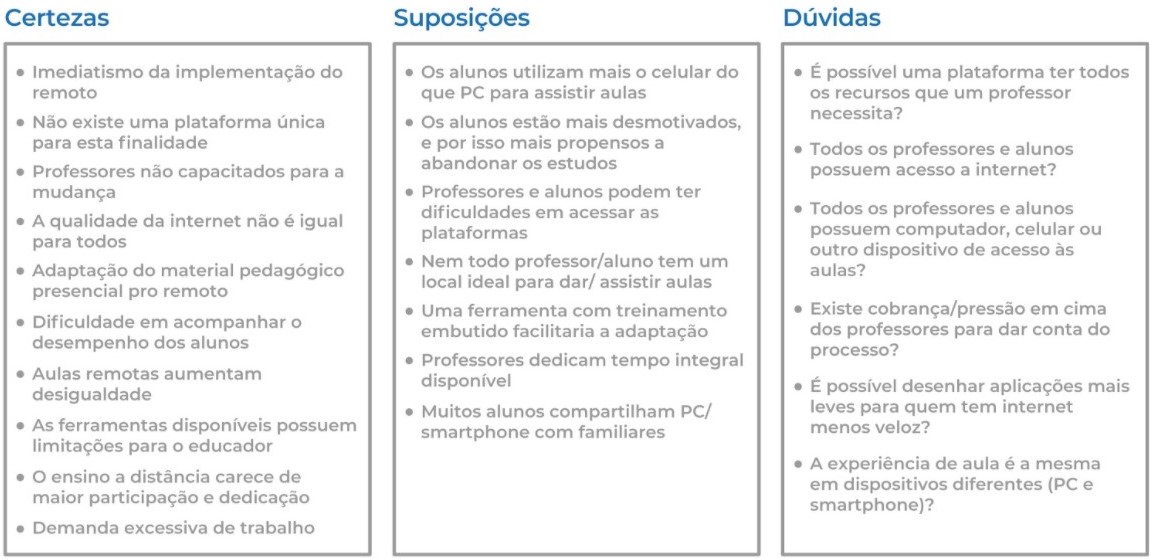 Certezas
• Imediatismo da implementação do
remoto
• Não existe uma plataforma única
para esta finalidade
• Professores não capacitados para a
mudança
• A qualidade da internet não é igual
para todos
• Adaptação do material pedagógico
presencial pro remoto
• Dificuldade em acompanhar o
desempenho dos alunos
• Aulas remotas aumentam
desigualdade
• As ferramentas disponíveis possuem
limitações para o educador
• O ensino a distância carece de
maior participação e dedicação
• Demanda excessiva de trabalho
Suposições
• Os alunos utilizam mais o celular do
que PC para assistir aulas
• Os alunos estão mais desmotivados,
e por isso mais propensos a
abandonar os estudos
• Professores e alunos podem ter
dificuldades em acessar as
plataformas
• Nem todo professor/aluno tem um
local ideal para dar/ assistir aulas
• Uma ferramenta com treinamento
embutido facilitaria a adaptação
• Professores dedicam tempo integral
disponível
• Muitos alunos compartilham PC/
smartphone com familiares
Dúvidas
• É possível uma plataforma ter todos
os recursos que um professor
necessita?
• Todos os professores e alunos
possuem acesso a internet?
• Todos os professores e alunos
possuem computador, celular ou
outro dispositivo de acesso às
aulas?
• Existe cobrança/pressão em cima
dos professores para dar conta do
processo?
• É possível desenhar aplicações mais
leves para quem tem internet
menos veloz?
• A experiência de aula é a mesma
em dispositivos diferentes (PC e
smartphone)?